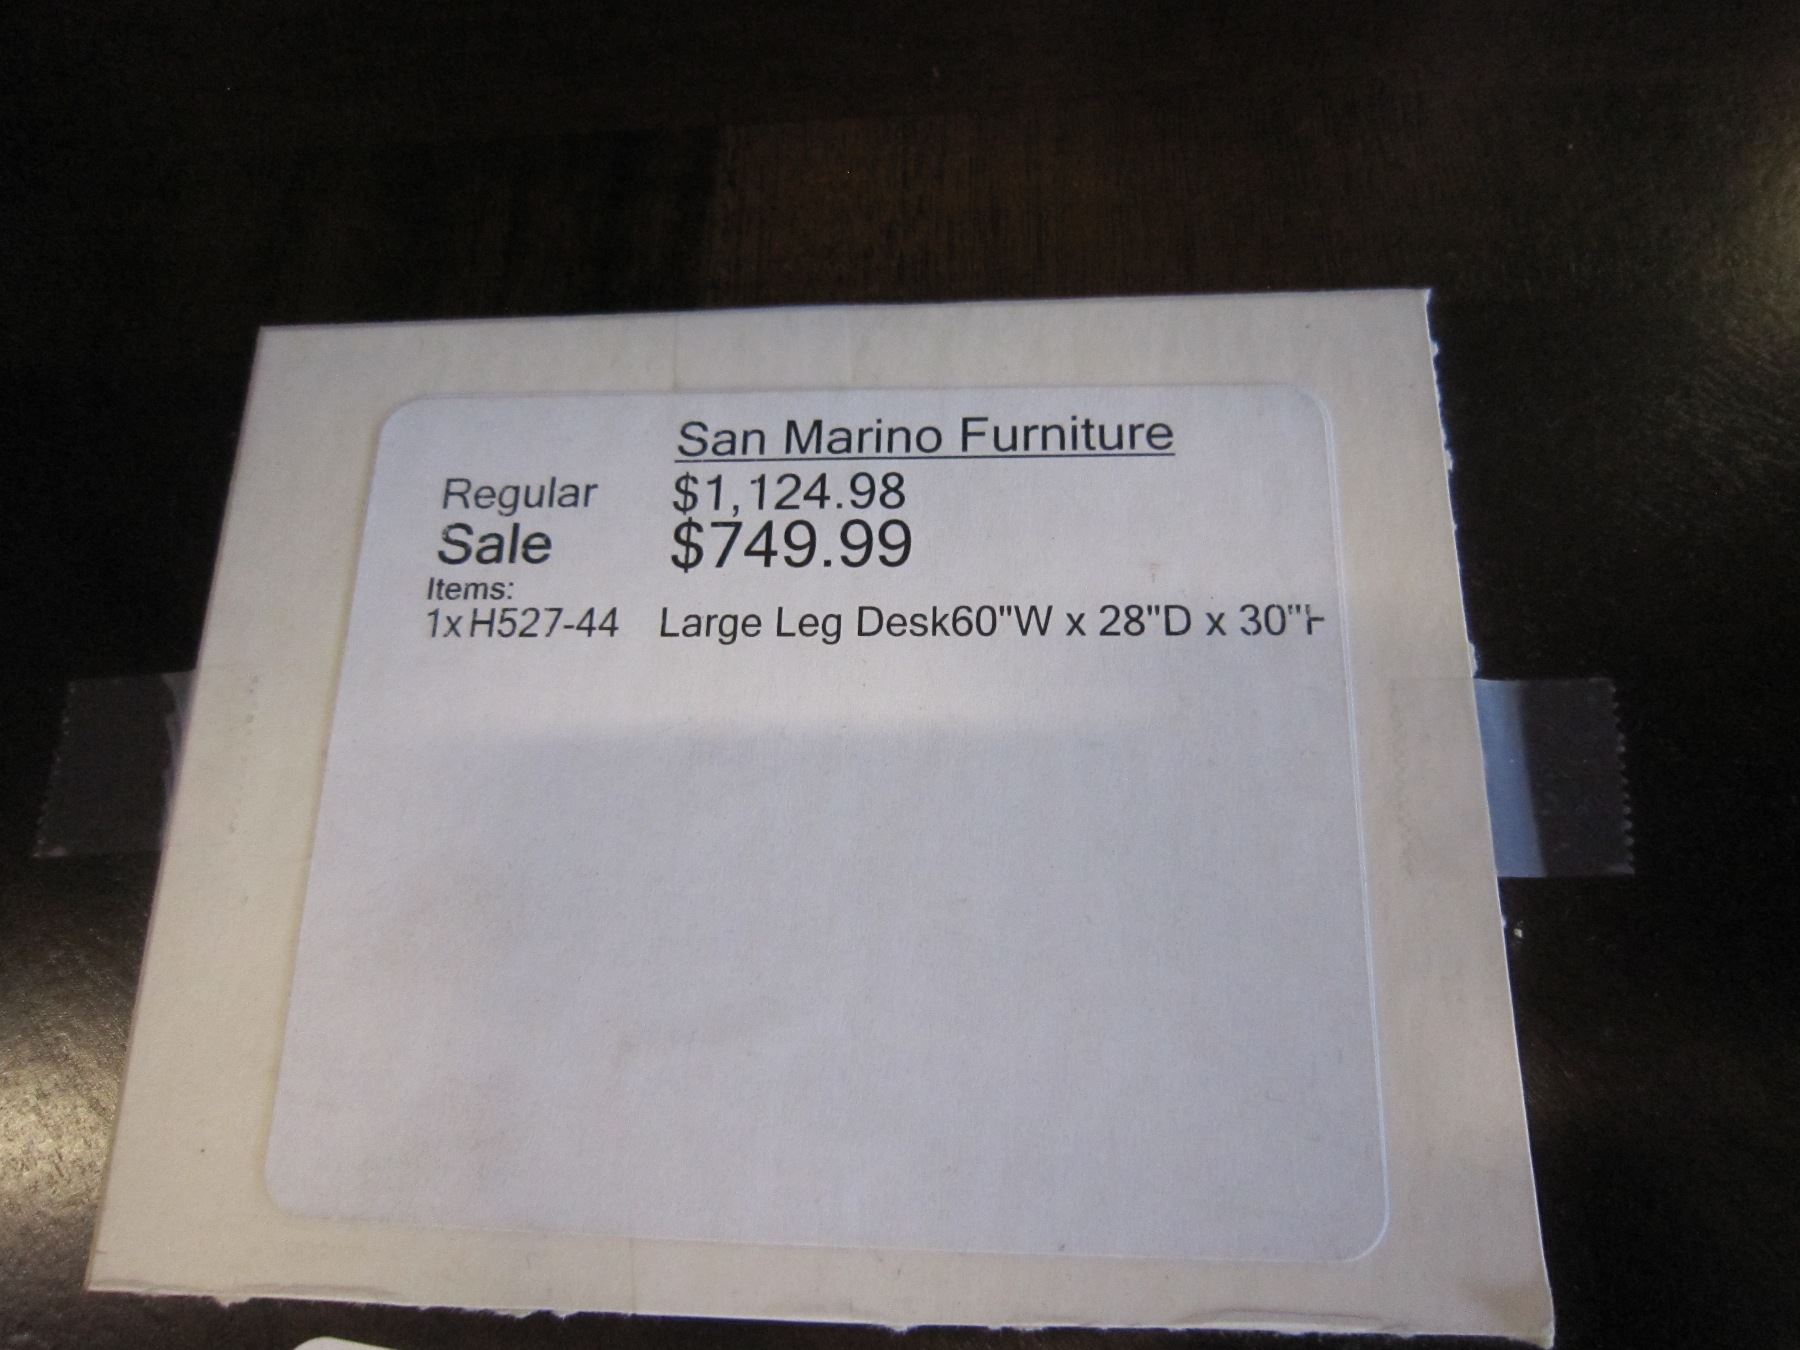 San Marino Furniture
Regular $1,124.98
Sale $749.99
Items:
1x H527-44 Large Leg Desk60"W x 28"D x 30"H